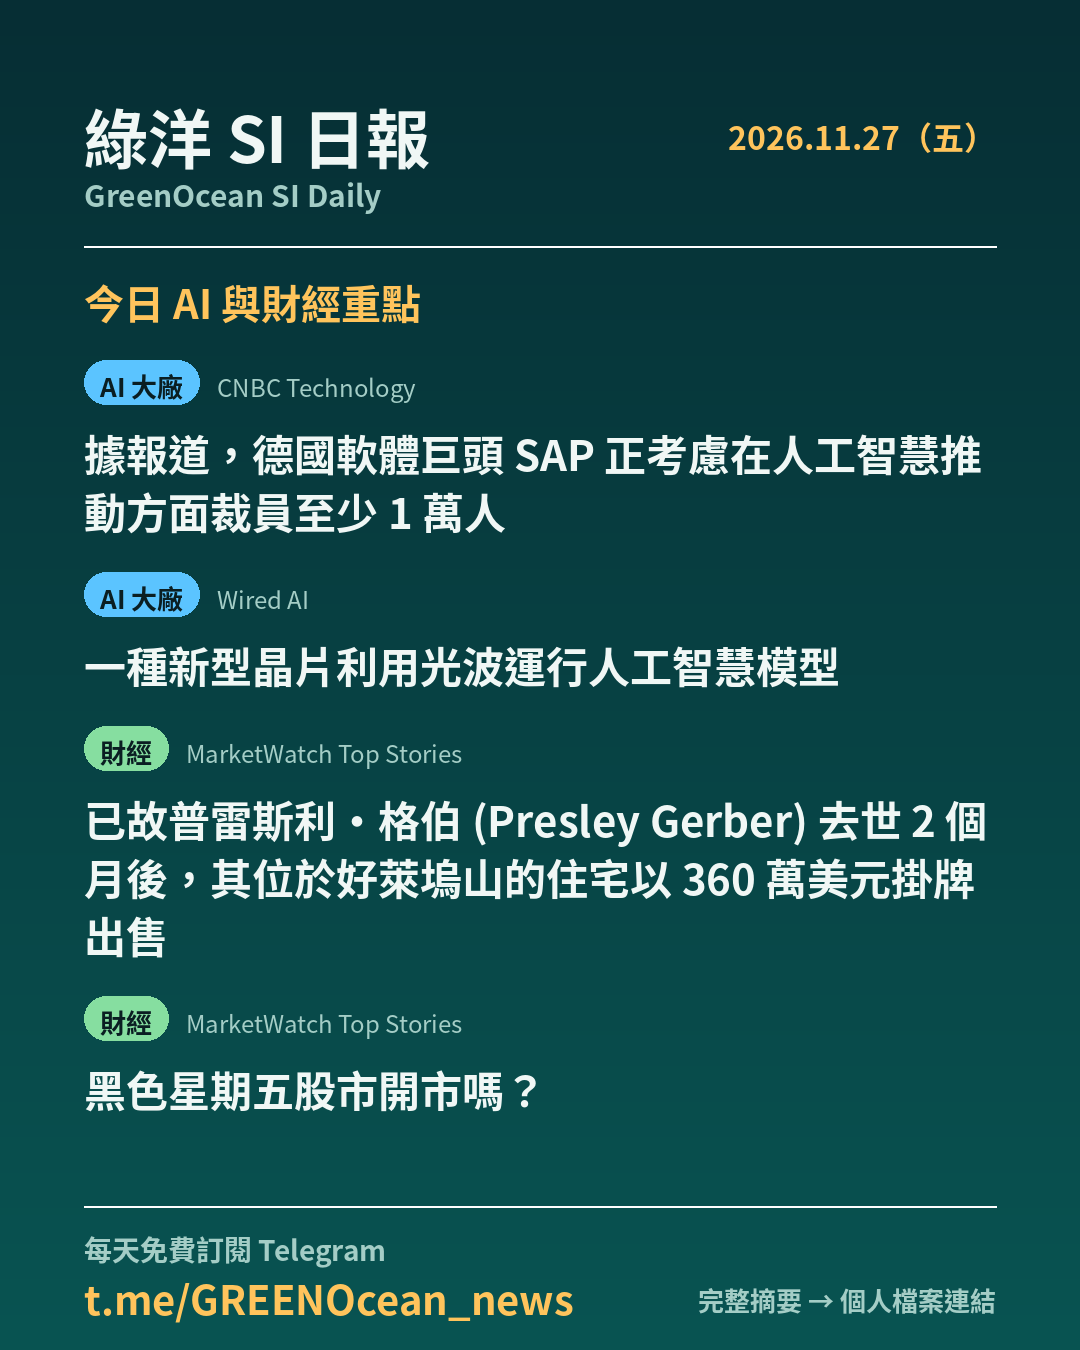 綠洋 SI 日報
2026.11.27（五）
GreenOcean SI Daily
今日 AI 與財經重點
AI 大廠 CNBC Technology
據報道，德國軟體巨頭 SAP 正考慮在人工智慧推
動方面裁員至少 1 萬人
AI 大廠 Wired AI
一種新型晶片利用光波運行人工智慧模型
財經 MarketWatch Top Stories
已故普雷斯利·格伯 (Presley Gerber) 去世 2 個
月後，其位於好萊塢山的住宅以 360 萬美元掛牌
出售
財經 MarketWatch Top Stories
黑色星期五股市開市嗎？
每天免費訂閱 Telegram
t.me/GREENOcean_news
完整摘要 → 個人檔案連結